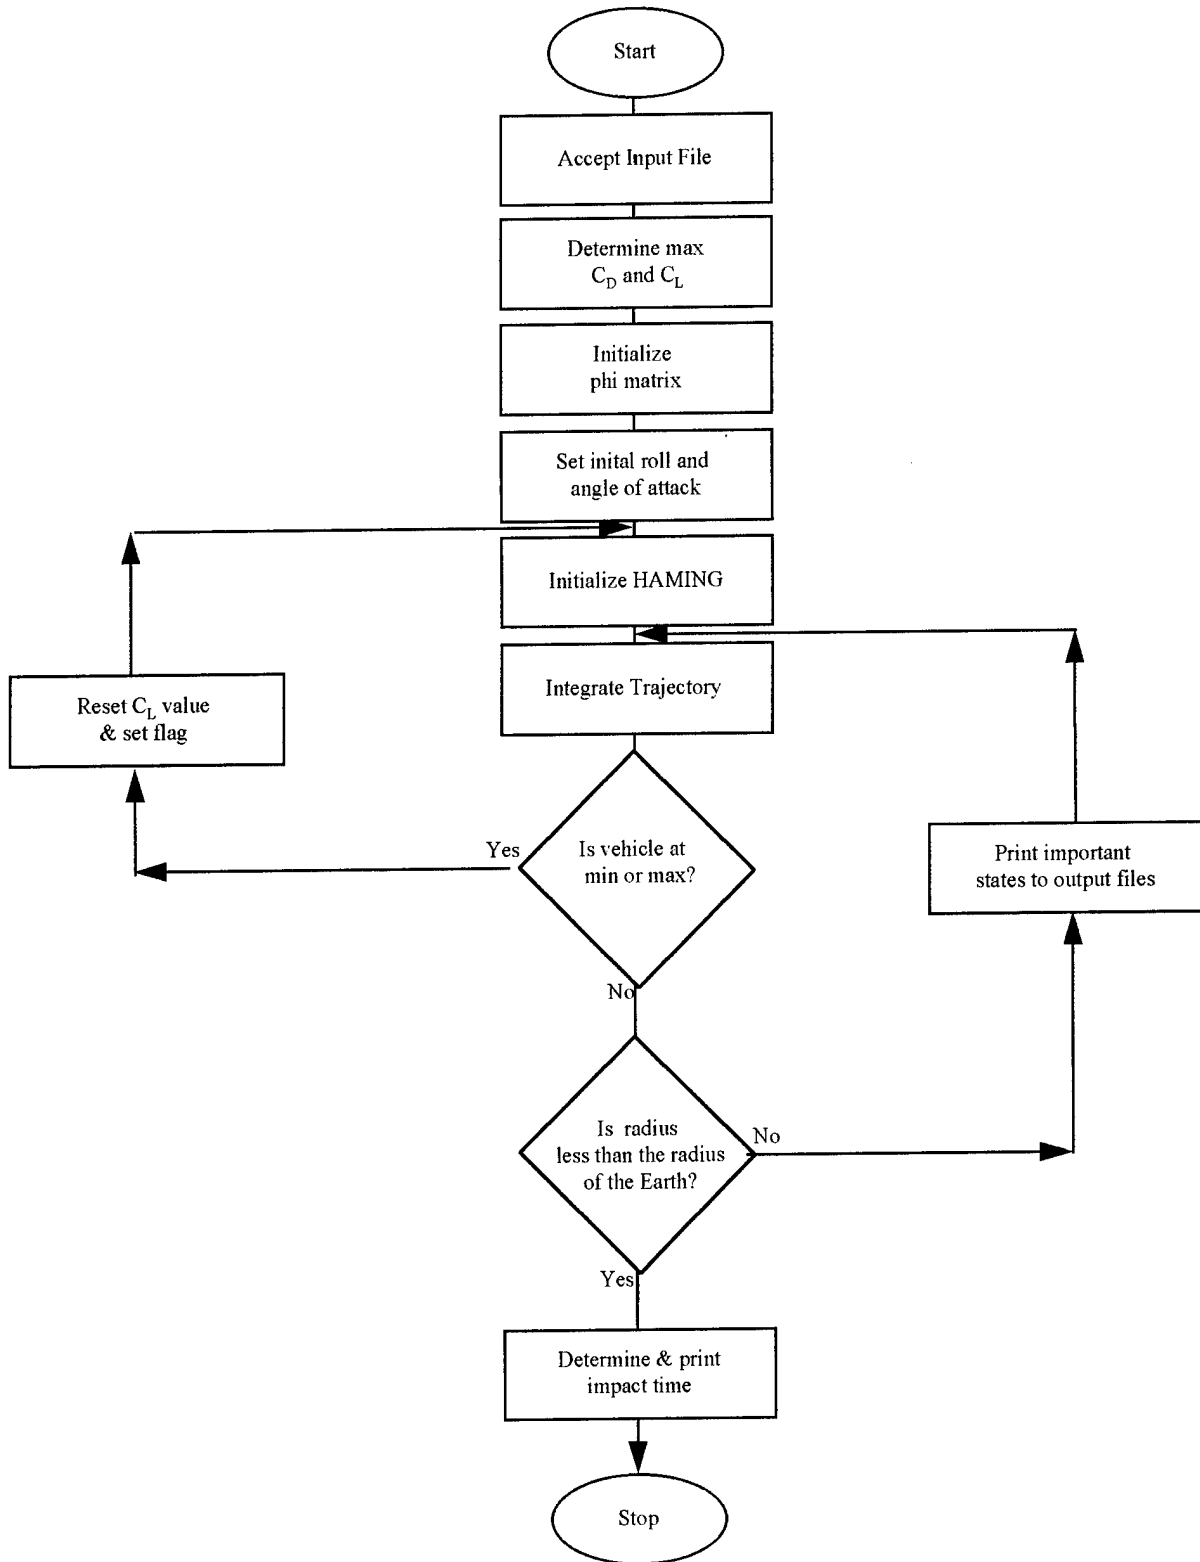 Start
Accept Input File
Determine max
C_D and C_L
Initialize
phi matrix
Set inital roll and
angle of attack
Initialize HAMING
Integrate Trajectory
Reset C_L value
& set flag
Yes
Is vehicle at
min or max?
Print important
states to output files
No
Is radius
less than the radius
of the Earth?
No
Yes
Determine & print
impact time
Stop